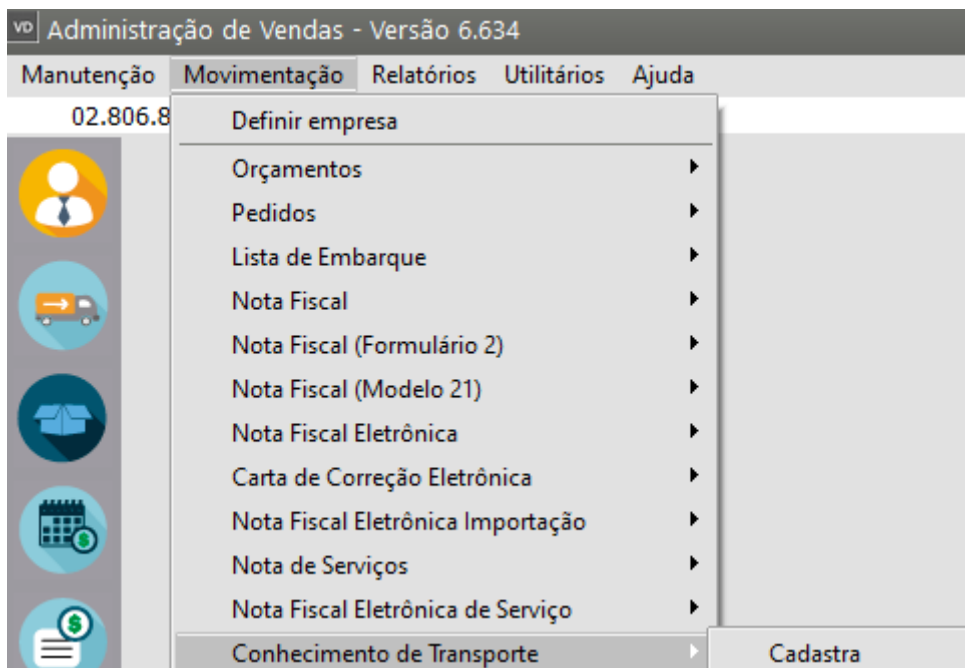 VD Administração de Vendas - Versão 6.634
Manutenção Movimentação Relatórios Utilitários Ajuda
02.806.8
Definir empresa
Orçamentos
Pedidos
Lista de Embarque
Nota Fiscal
Nota Fiscal (Formulário 2)
Nota Fiscal (Modelo 21)
Nota Fiscal Eletrônica
Carta de Correção Eletrônica
Nota Fiscal Eletrônica Importação
Nota de Serviços
Nota Fiscal Eletrônica de Serviço
Conhecimento de Transporte Cadastra